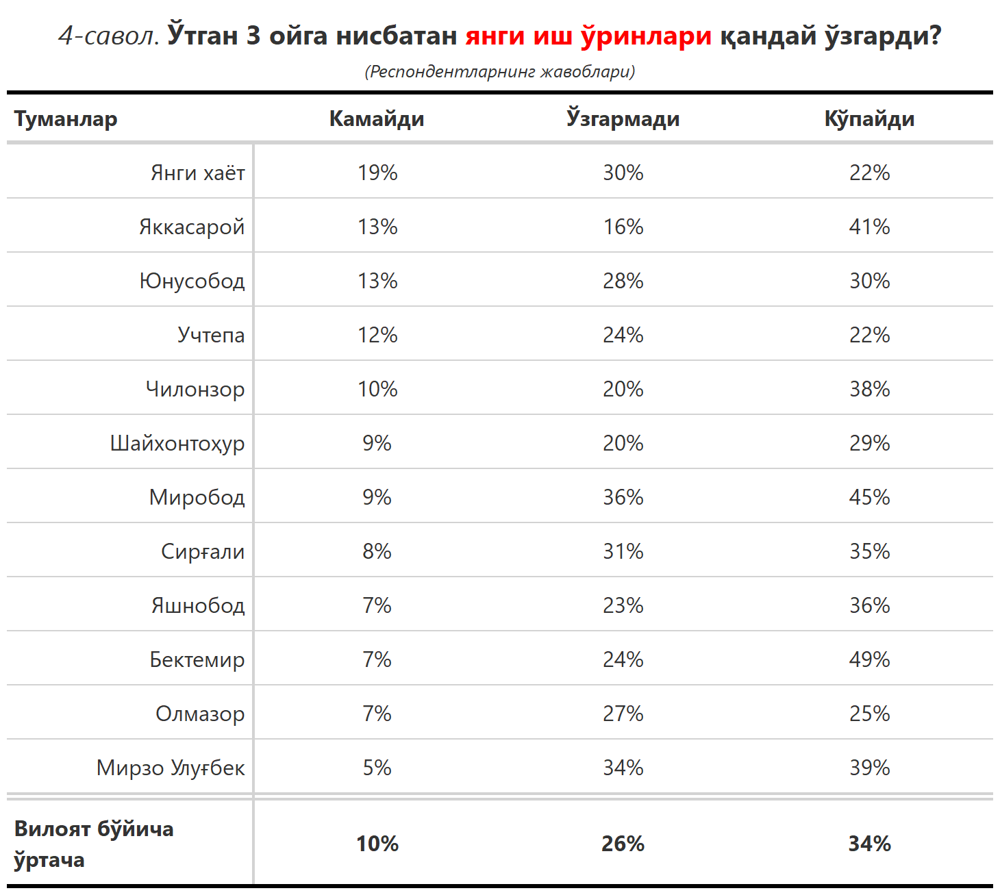 4-савол. Ўтган 3 ойга нисбатан янги иш ўринлари қандай ўзгарди?
(Респондентларнинг жавоблари)
Туманлар Камайди Ўзгармади Кўпайди
Янги хаёт 19% 30% 22%
Яккасарой 13% 16% 41%
Юнусобод 13% 28% 30%
Учтепа 12% 24% 22%
Чилонзор 10% 20% 38%
Шайхонтоҳур 9% 20% 29%
Миробод 9% 36% 45%
Сирғали 8% 31% 35%
Яшнобод 7% 23% 36%
Бектемир 7% 24% 49%
Олмазор 7% 27% 25%
Мирзо Улуғбек 5% 34% 39%
Вилоят бўйича
ўртача 10% 26% 34%